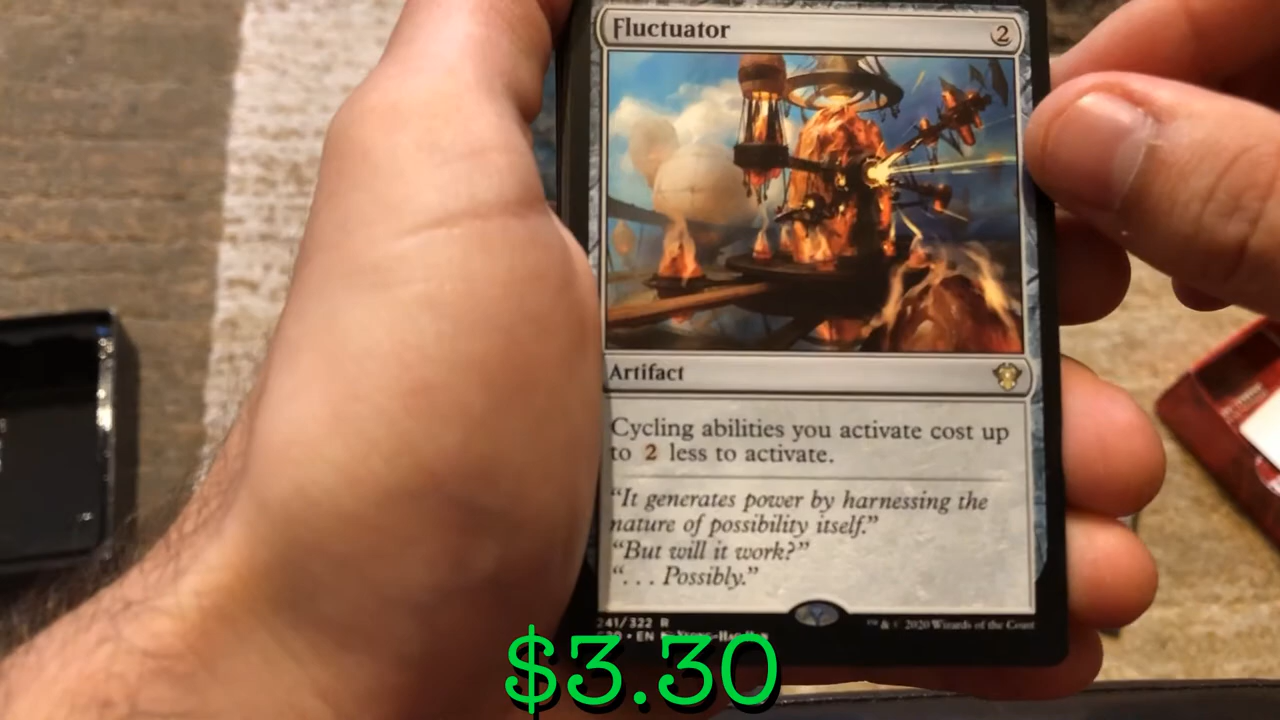 Fluctuator 2
Artifact
Cycling abilities you activate cost up
to 2 less to activate.
“It generates power by harnessing the
nature of possibility itself.”
“But will it work?”
“. . . Possibly.”
241/322 R
EN
™ & © 2020 Wizards of the Coast
$3.30